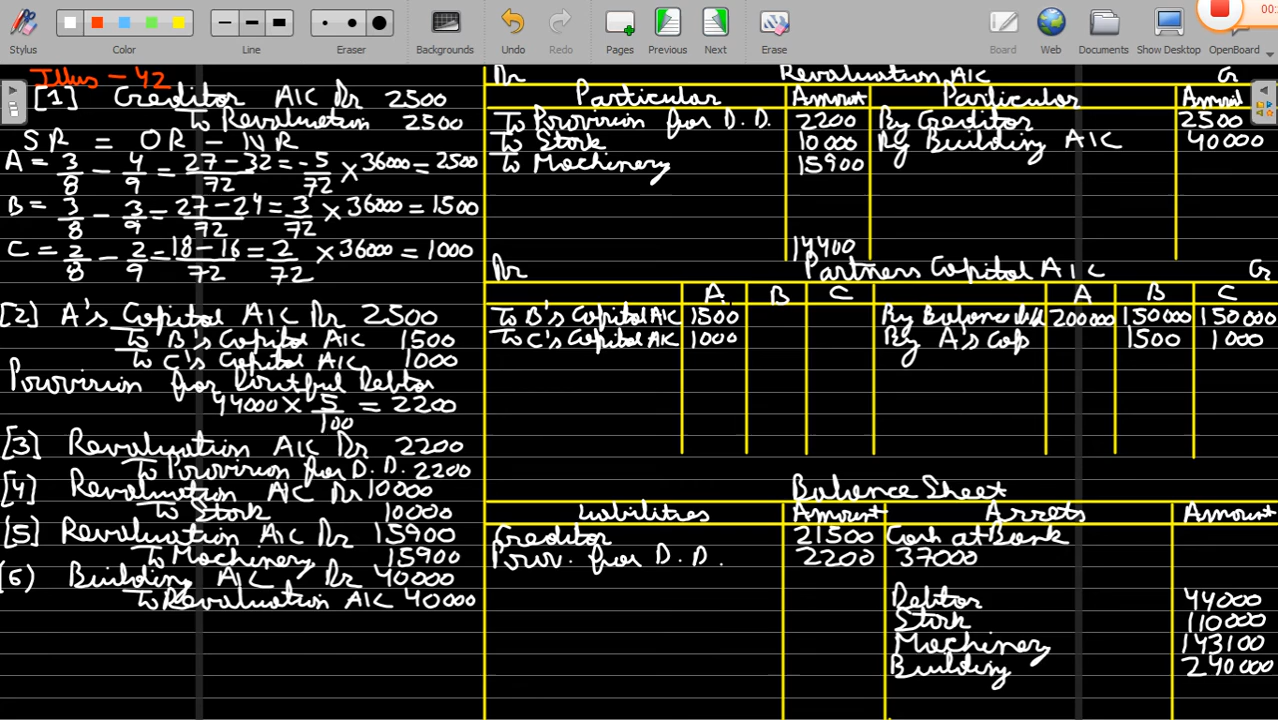 Stylus
Color
Line
Eraser
Backgrounds
Undo
Redo
Pages
Previous
Next
Erase
Board
Web
Documents
Show Desktop
OpenBoard
00:
Illus - 42
[1] Creditor A/C Dr 2500
To Revaluation 2500
SR = OR - NR
A = 3/8 - 4/9 = 27-32/72 = -5/72 × 36000 = 2500
B = 3/8 - 3/9 = 27-24/72 = 3/72 × 36000 = 1500
C = 2/8 - 2/9 = 18-16/72 = 2/72 × 36000 = 1000
[2] A's Capital A/C Dr 2500
To B's Capital A/C 1500
To C's Capital A/C 1000
Provision for Doutful Debtor
44000 × 5/100 = 2200
[3] Revaluation A/C Dr 2200
To Provision for D.D. 2200
[4] Revaluation A/C Dr 10000
To Stock 10000
[5] Revaluation A/C Dr 15900
To Machinery 15900
(6) Building A/C Dr 40000
To Revaluation A/C 40000
Dr Revaluation A/C Cr
Particular Amount Particular Amount
To Provision for D.D. 2200 By Creditor 2500
To Stock 10000 By Building A/C 40000
To Machinery 15900
14400
Dr Partners Capital A/C Cr
A B C A B C
To B's Capital A/C 1500 By Balance b/d 200000 150000 150000
To C's Capital A/C 1000 By A's Cap 1500 1000
Balance Sheet
Liabilities Amount Assets Amount
Creditor 21500 Cash at Bank
Prov. for D.D. 2200 37000
Debtor 44000
Stock 110000
Machinery 143100
Building 240000